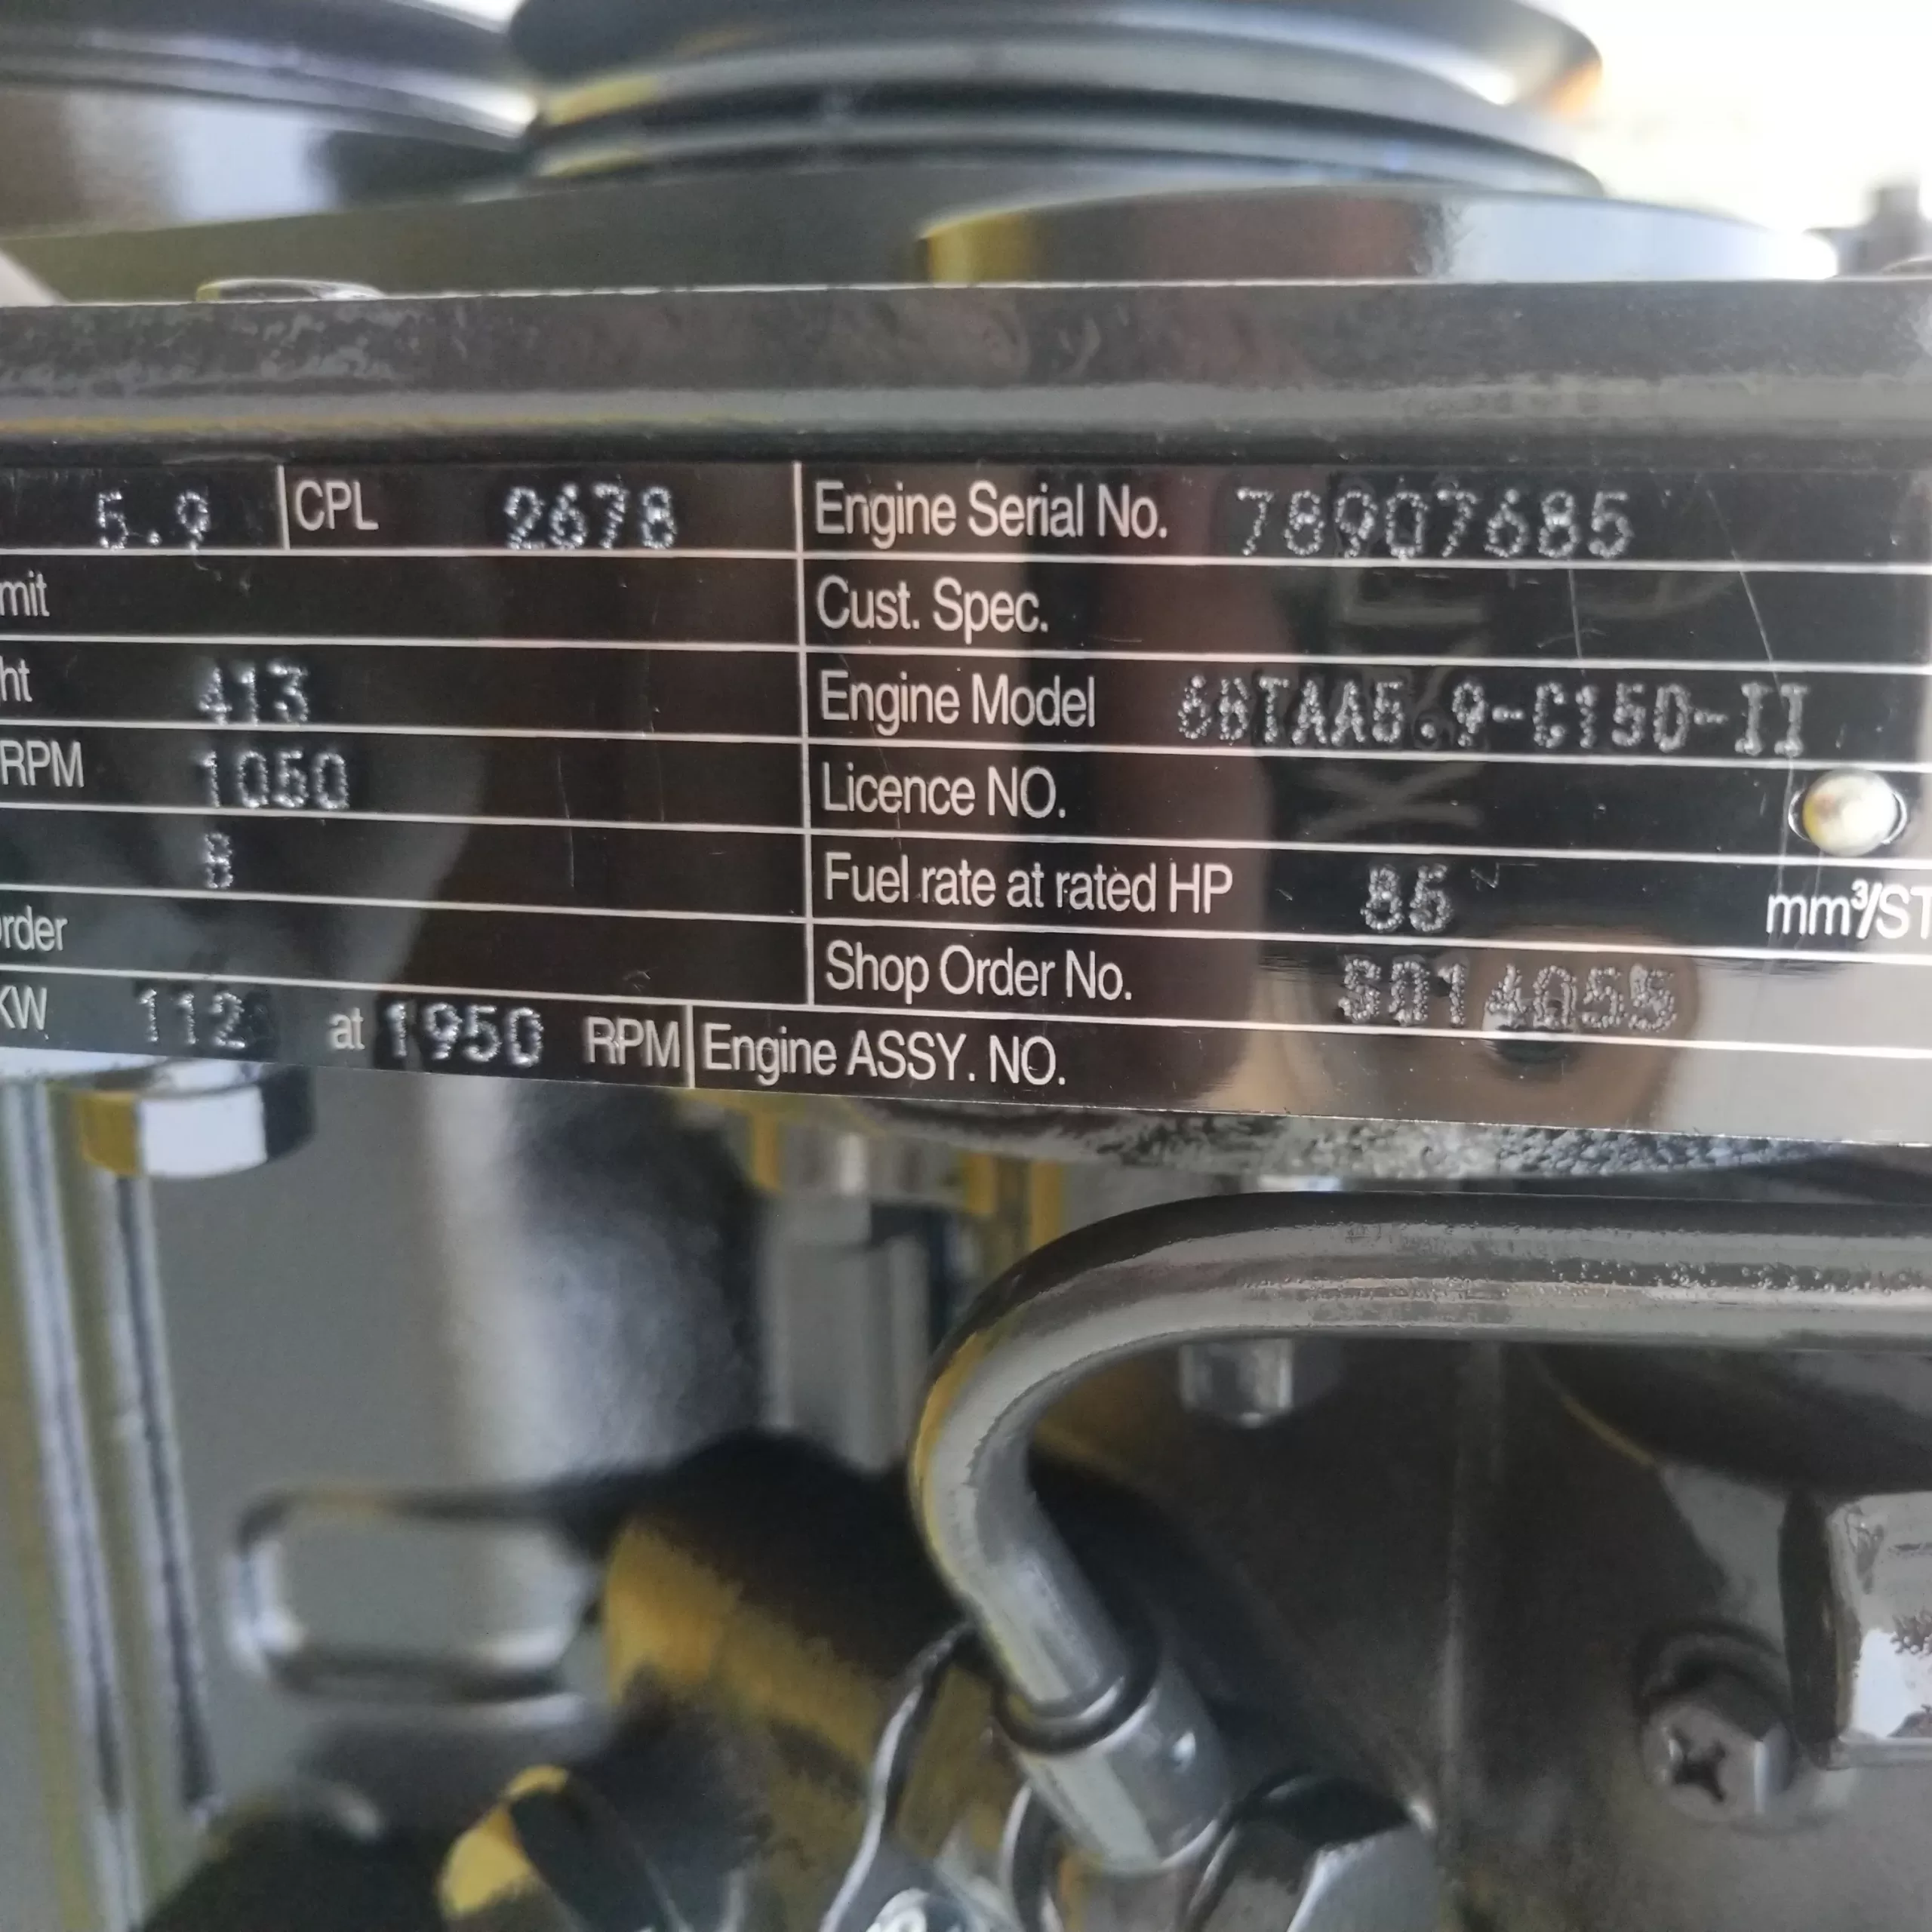 5.9 CPL 2678 Engine Serial No. 78907685
mit Cust. Spec.
ht 413 Engine Model 6BTAA5.9-C150-II
RPM 1050 Licence NO.
8 Fuel rate at rated HP 85 mm³/ST
rder Shop Order No. SO14055
KW 112 at 1950 RPM Engine ASSY. NO.